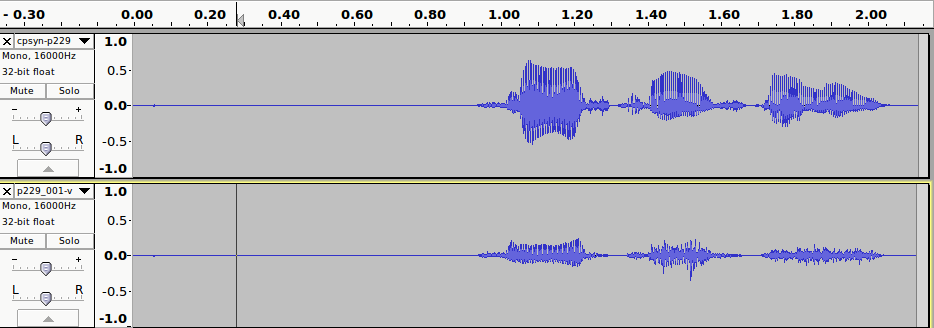 - 0.30 0.00 0.20 0.40 0.60 0.80 1.00 1.20 1.40 1.60 1.80 2.00
cpsyn-p229
Mono, 16000Hz
32-bit float
Mute Solo
- +
L R
1.0
0.5-
0.0-
-0.5-
-1.0
p229_001-v
Mono, 16000Hz
32-bit float
Mute Solo
- +
L R
1.0
0.5-
0.0-
-0.5-
-1.0